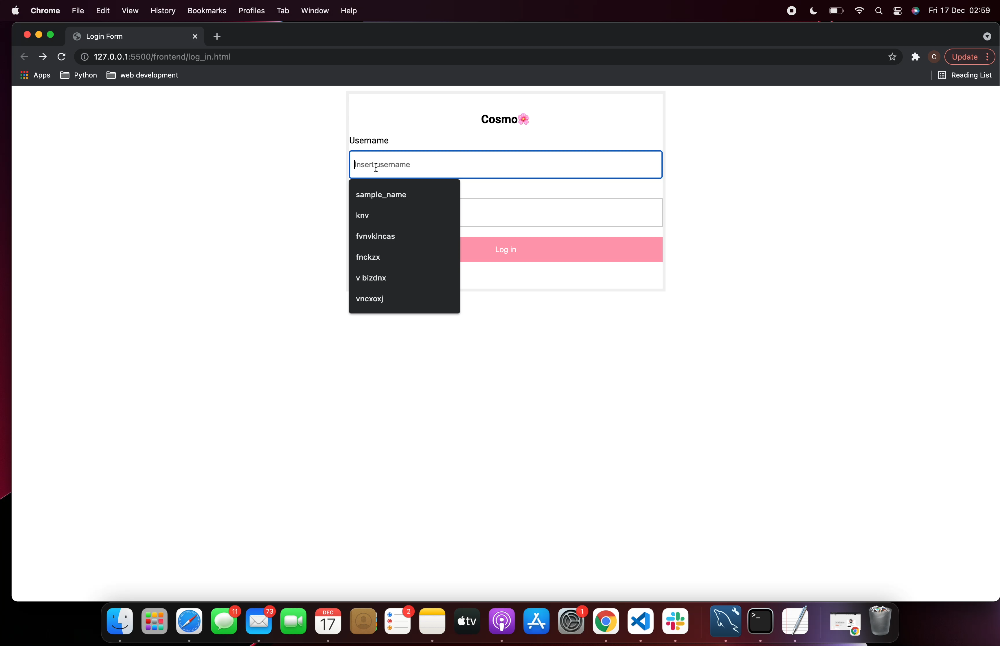 Chrome File Edit View History Bookmarks Profiles Tab Window Help Fri 17 Dec 02:59
Login Form
127.0.0.1:5500/frontend/log_in.html C Update
Apps Python web development Reading List
Cosmo🌸
Username
Insert username
sample_name
knv
fvnvklncas
fnckzx
v bizdnx
vncxoxj
Log in
11 73 DEC 17 2 tv 1 >_